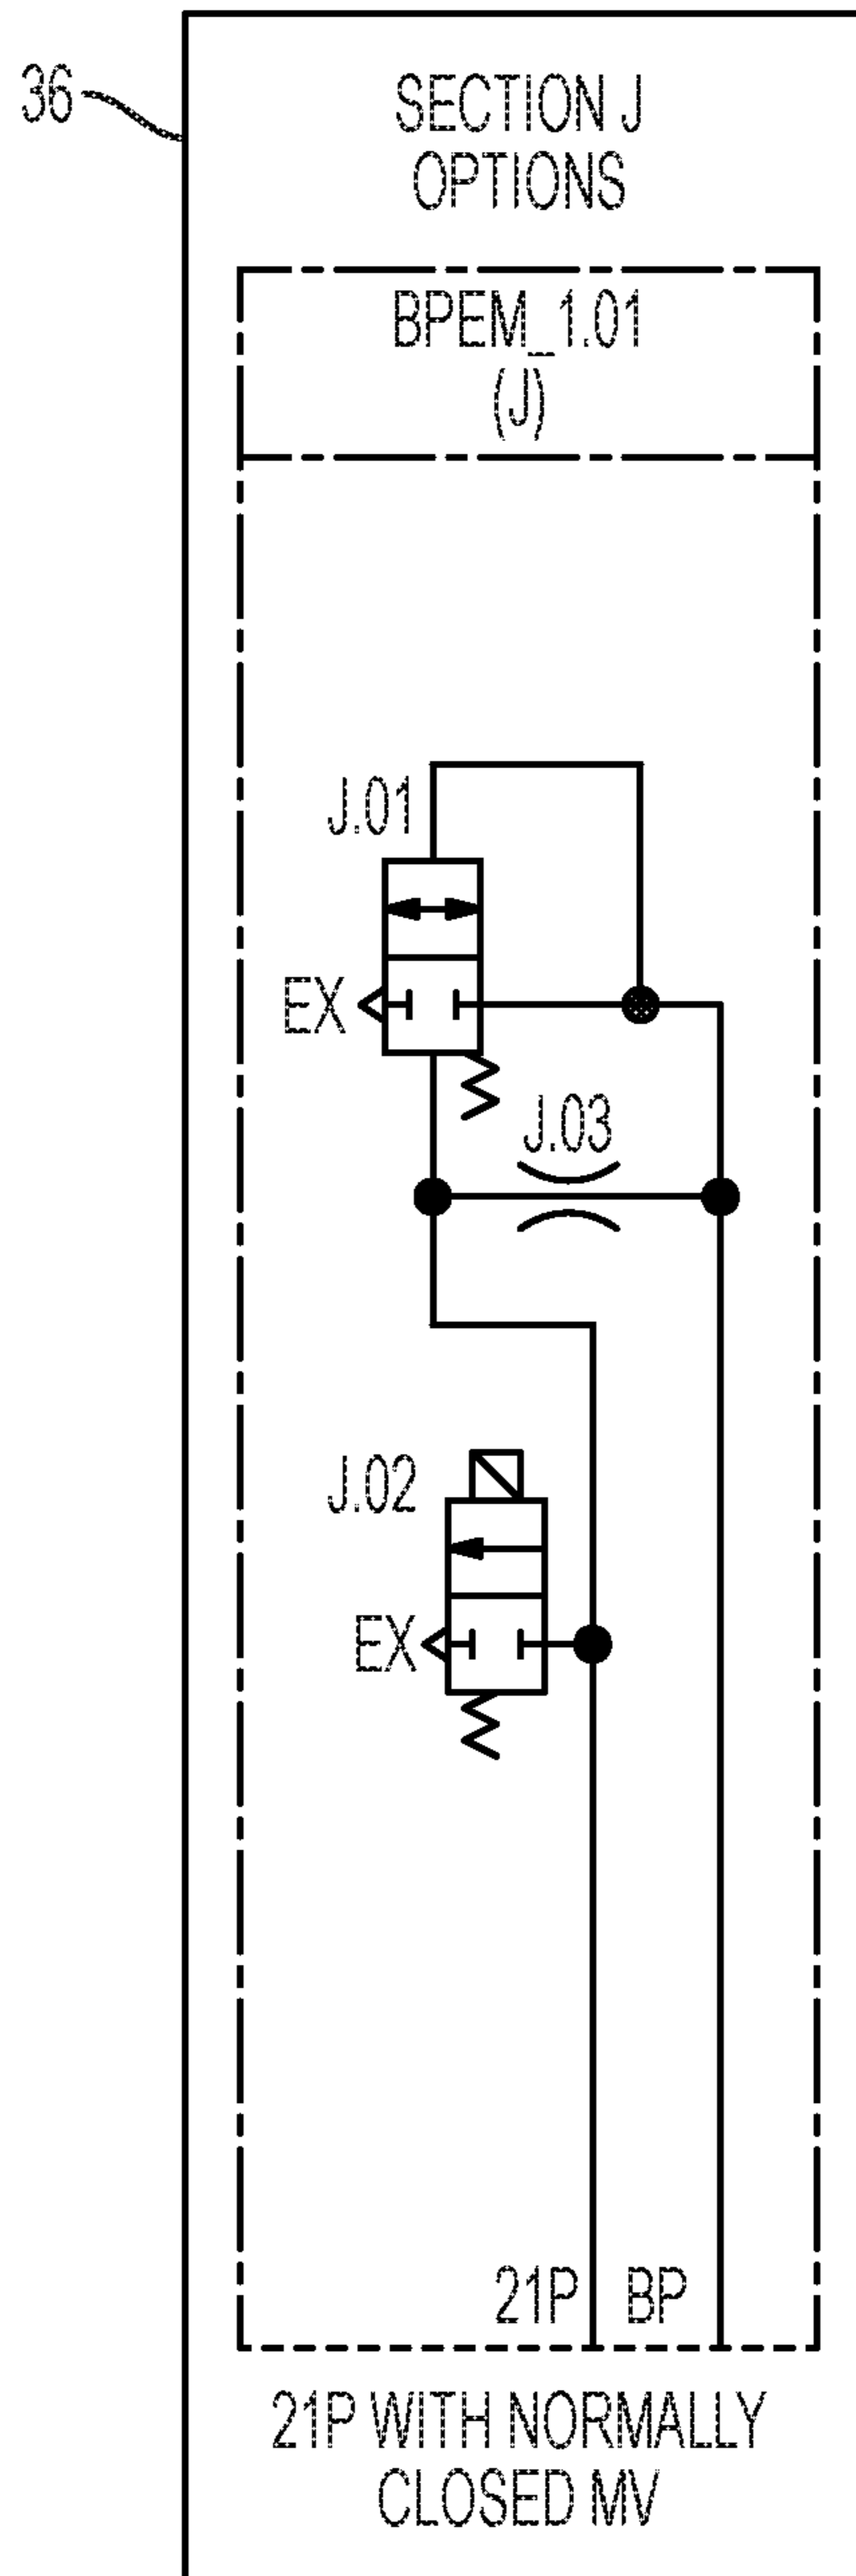 36
SECTION J
OPTIONS
BPEM_1.01
(J)
J.01
EX
J.03
J.02
EX
21P BP
21P WITH NORMALLY
CLOSED MV